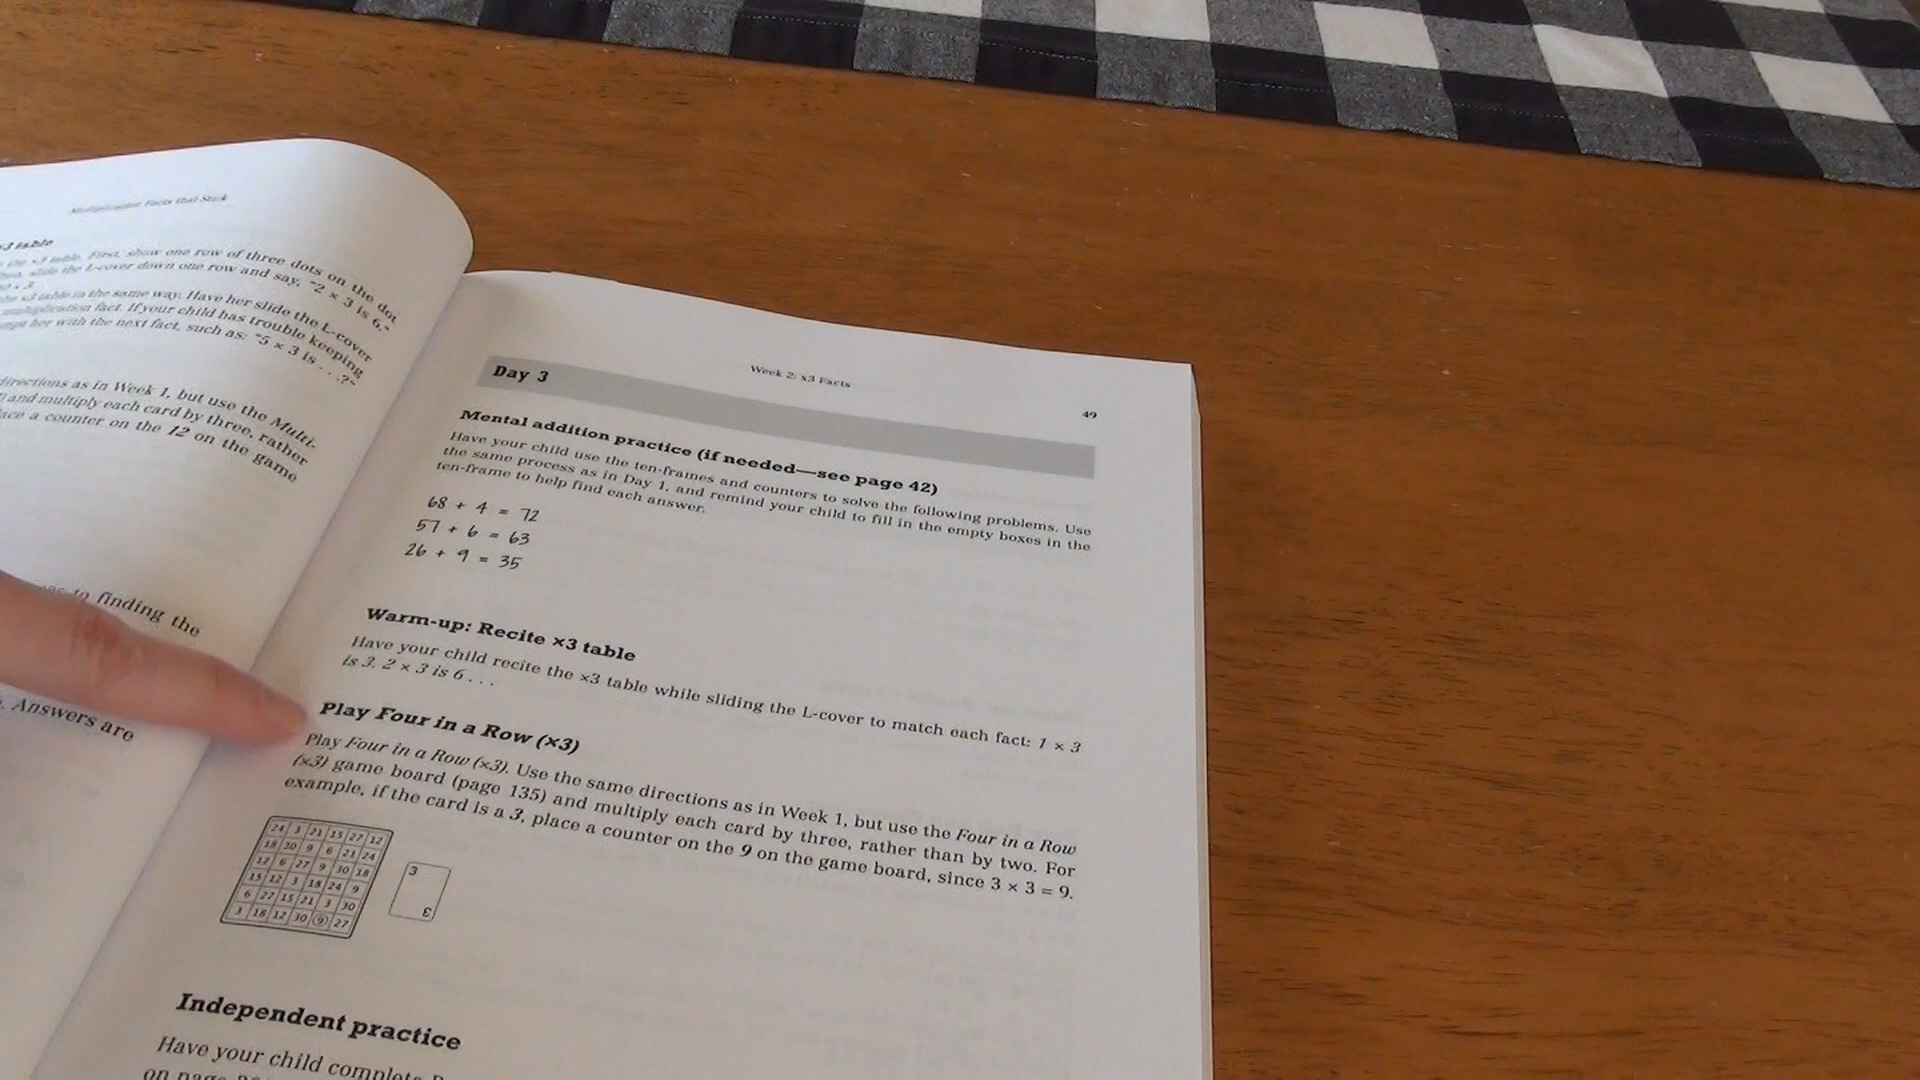 Multiplication Facts that Stick
×3 table
the ×3 table. First, show one row of three dots on the dot
slide the L-cover down one row and say, "2 × 3 is 6."
×3 table in the same way. Have her slide the L-cover
multiplication fact. If your child has trouble keeping
her with the next fact, such as: "5 × 3 is . . .?"
directions as in Week 1, but use the Multi-
and multiply each card by three, rather
a counter on the 12 on the game
to finding the
. Answers are
Week 2: ×3 Facts
49
Day 3
Mental addition practice (if needed—see page 42)
Have your child use the ten-frames and counters to solve the following problems. Use
the same process as in Day 1, and remind your child to fill in the empty boxes in the
ten-frame to help find each answer.
68 + 4 = 72
57 + 6 = 63
26 + 9 = 35
Warm-up: Recite ×3 table
Have your child recite the ×3 table while sliding the L-cover to match each fact: 1 × 3
is 3. 2 × 3 is 6 . . .
Play Four in a Row (×3)
Play Four in a Row (×3). Use the same directions as in Week 1, but use the Four in a Row
(×3) game board (page 135) and multiply each card by three, rather than by two. For
example, if the card is a 3, place a counter on the 9 on the game board, since 3 × 3 = 9.
24 3 21 15 27 12
18 30 9 6 21 24
12 6 27 9 30 18
15 12 3 18 24 9
6 27 15 21 3 30
3 18 12 30 9 27
3
3
Independent practice
Have your child complete
on page